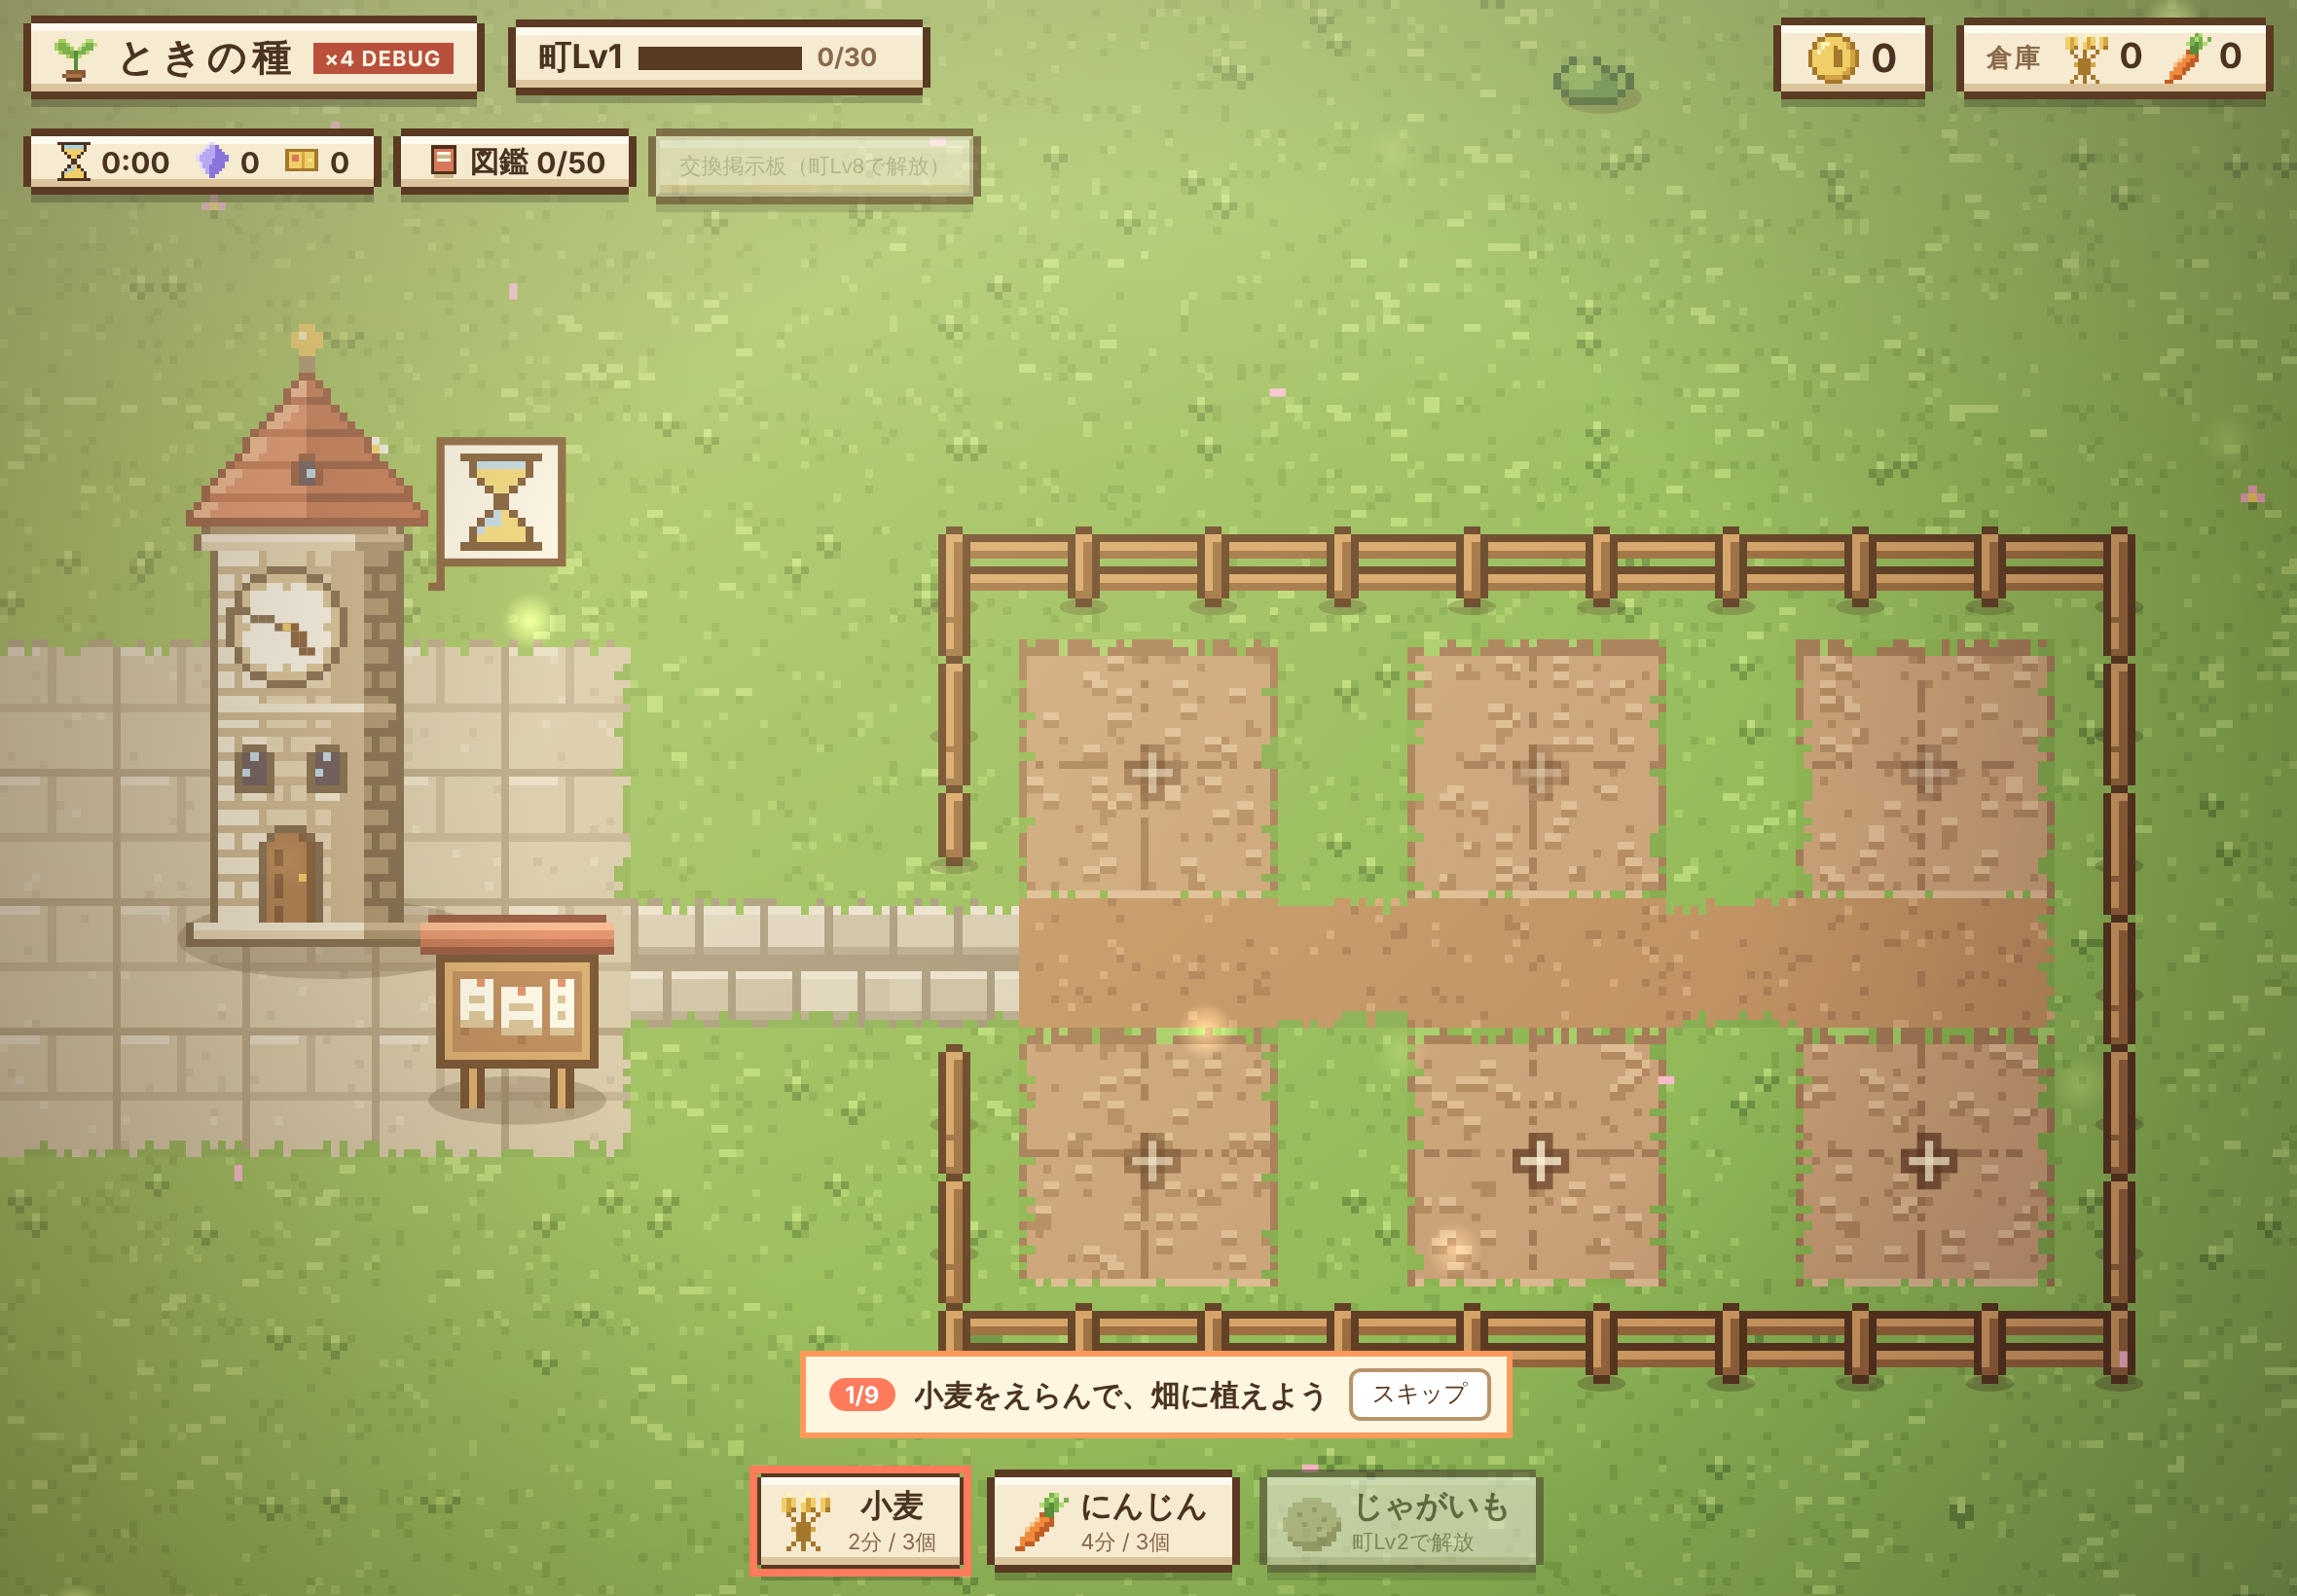 ときの種 ×4 DEBUG
町Lv1 0/30
0
倉庫 0 0
0:00 0 0
図鑑 0/50
交換掲示板（町Lv8で解放）
1/9 小麦をえらんで、畑に植えよう スキップ
小麦
2分 / 3個
にんじん
4分 / 3個
じゃがいも
町Lv2で解放